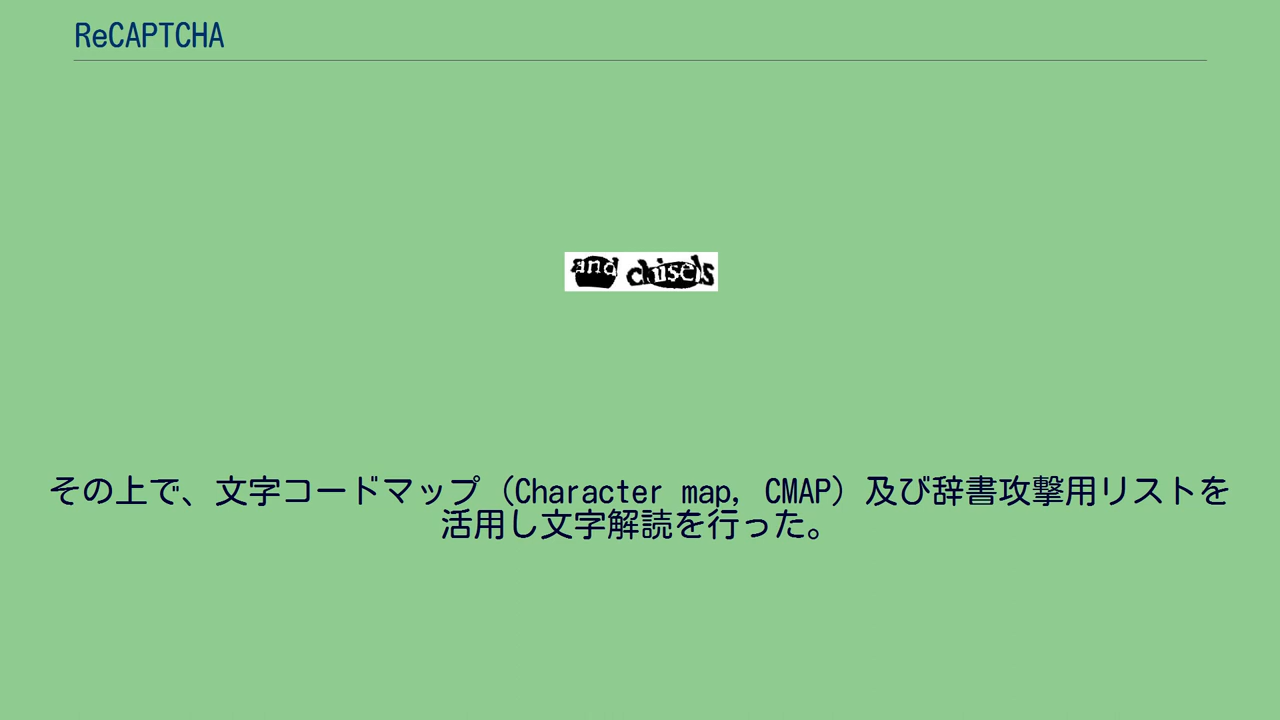 ReCAPTCHA
and chisels
その上で、文字コードマップ（Character map, CMAP）及び辞書攻撃用リストを
活用し文字解読を行った。